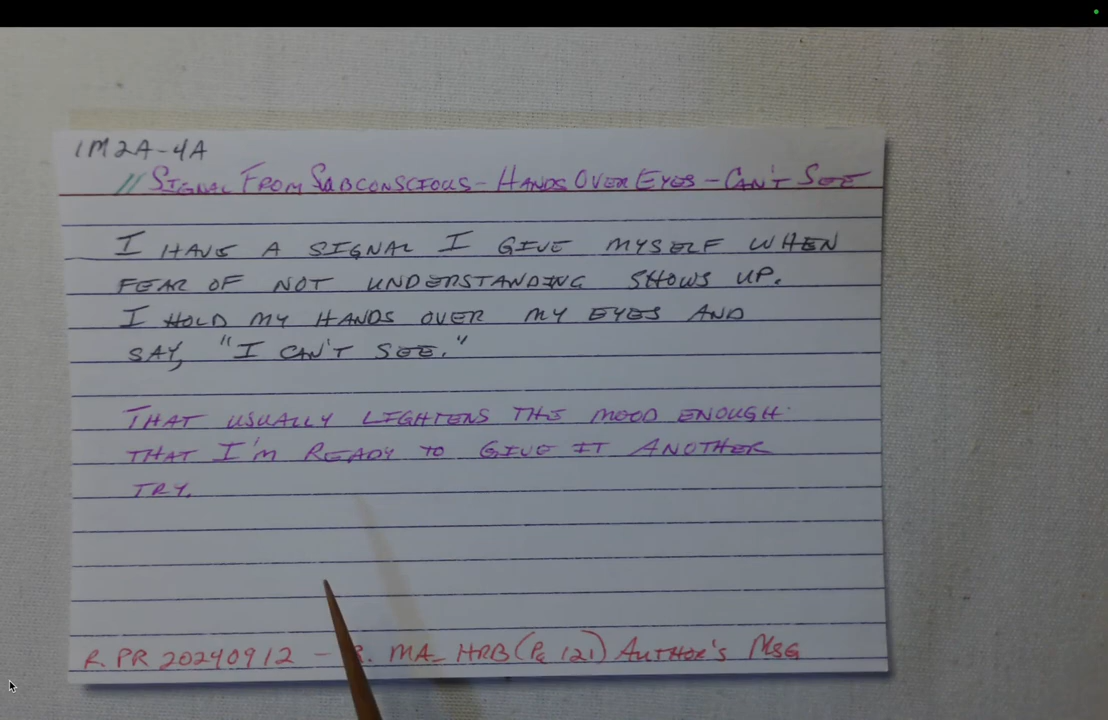 1M2A-4A
// SIGNAL FROM SUBCONSCIOUS - HANDS OVER EYES - CAN'T SEE
I HAVE A SIGNAL I GIVE MYSELF WHEN
FEAR OF NOT UNDERSTANDING SHOWS UP.
I HOLD MY HANDS OVER MY EYES AND
SAY, "I CAN'T SEE."
THAT USUALLY LIGHTENS THE MOOD ENOUGH
THAT I'M READY TO GIVE IT ANOTHER
TRY.
R. PR 20240912 - R. MA_ HRB (PG 121) AUTHOR'S MSG